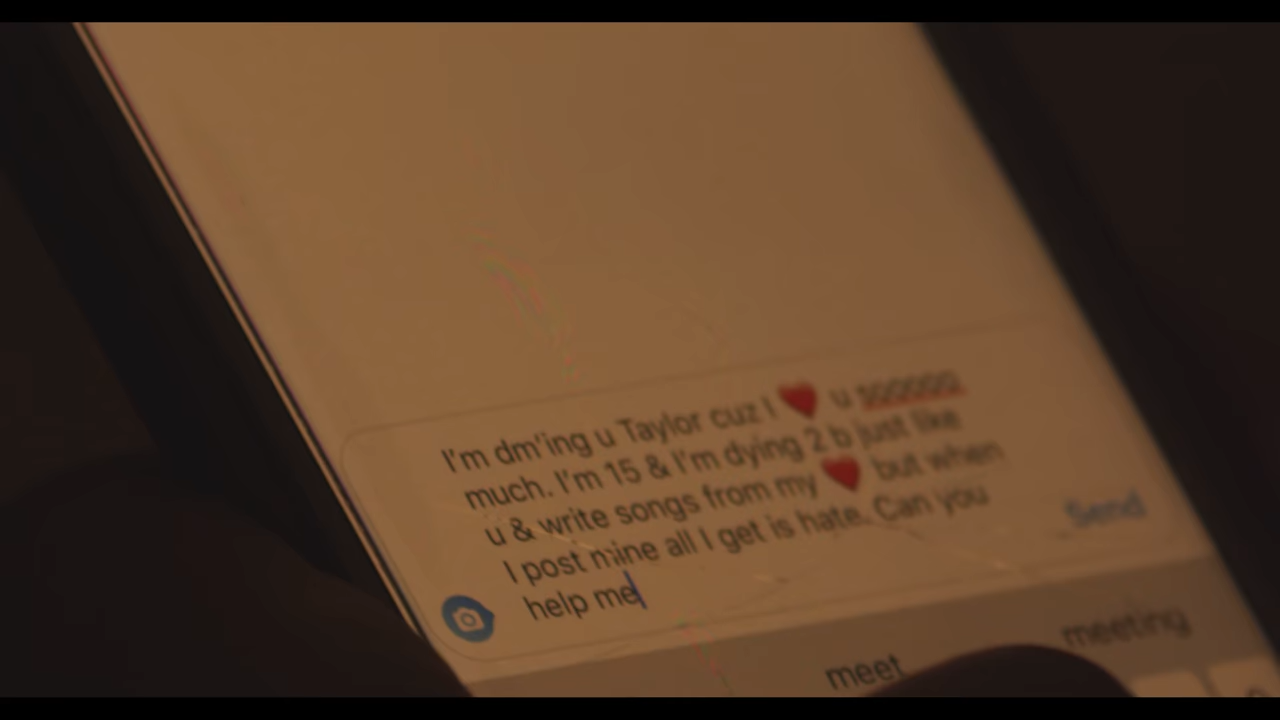 I'm dm'ing u Taylor cuz I ❤️ u sooooo
much. I'm 15 & I'm dying 2 b just like
u & write songs from my ❤️ but when
I post mine all I get is hate. Can you
help me
Send
meet
meeting